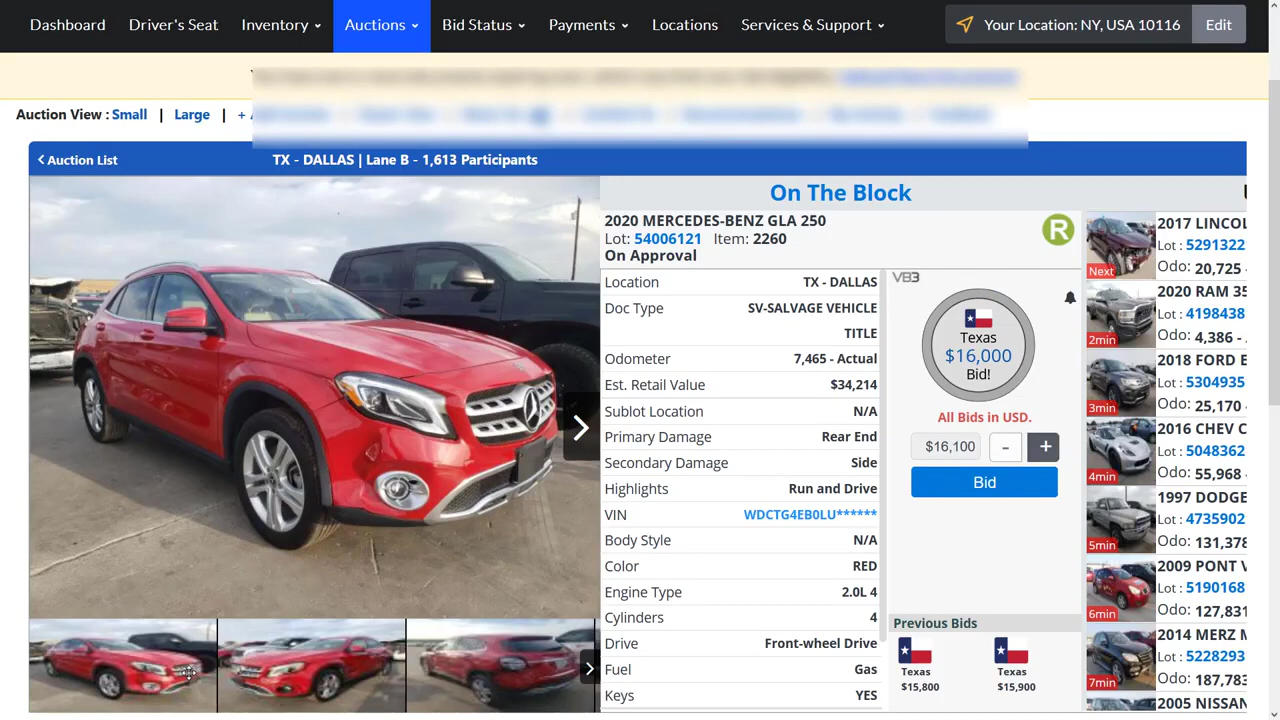 Dashboard Driver's Seat Inventory Auctions Bid Status Payments Locations Services & Support Your Location: NY, USA 10116 Edit
Auction View : Small | Large | +
Auction List TX - DALLAS | Lane B - 1,613 Participants
On The Block
2020 MERCEDES-BENZ GLA 250
Lot: 54006121 Item: 2260
On Approval
R
Location TX - DALLAS
Doc Type SV-SALVAGE VEHICLE
TITLE
Odometer 7,465 - Actual
Est. Retail Value $34,214
Sublot Location N/A
Primary Damage Rear End
Secondary Damage Side
Highlights Run and Drive
VIN WDCTG4EB0LU******
Body Style N/A
Color RED
Engine Type 2.0L 4
Cylinders 4
Drive Front-wheel Drive
Fuel Gas
Keys YES
VB3
Texas
$16,000
Bid!
All Bids in USD.
$16,100 - +
Bid
Previous Bids
Texas Texas
$15,800 $15,900
2017 LINCOL
Lot : 5291322
Next Odo: 20,725
2020 RAM 35
Lot : 4198438
2min Odo: 4,386 -
2018 FORD E
Lot : 5304935
3min Odo: 25,170
2016 CHEV C
Lot : 5048362
4min Odo: 55,968
1997 DODGE
Lot : 4735902
5min Odo: 131,378
2009 PONT V
Lot : 5190168
6min Odo: 127,831
2014 MERZ M
Lot : 5228293
7min Odo: 187,783
2005 NISSAN